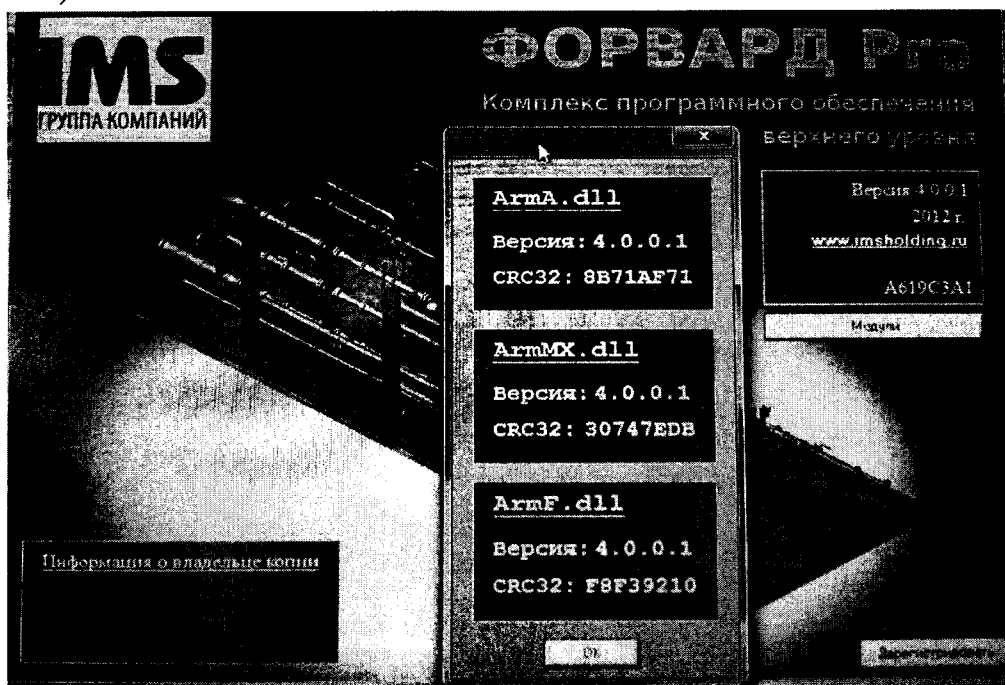 IMS
ГРУППА КОМПАНИЙ
ФОРВАРД Pro
Комплекс программного обеспечения
верхнего уровня
Версия 4.0.0.1
2012 г.
www.imsholding.ru
A619C3A1
Модули
ArmA.dll
Версия: 4.0.0.1
CRC32: 8B71AF71
ArmMX.dll
Версия: 4.0.0.1
CRC32: 30747EDB
ArmF.dll
Версия: 4.0.0.1
CRC32: F8F39210
Ok
Информация о владельце копии
Зарегистрировать